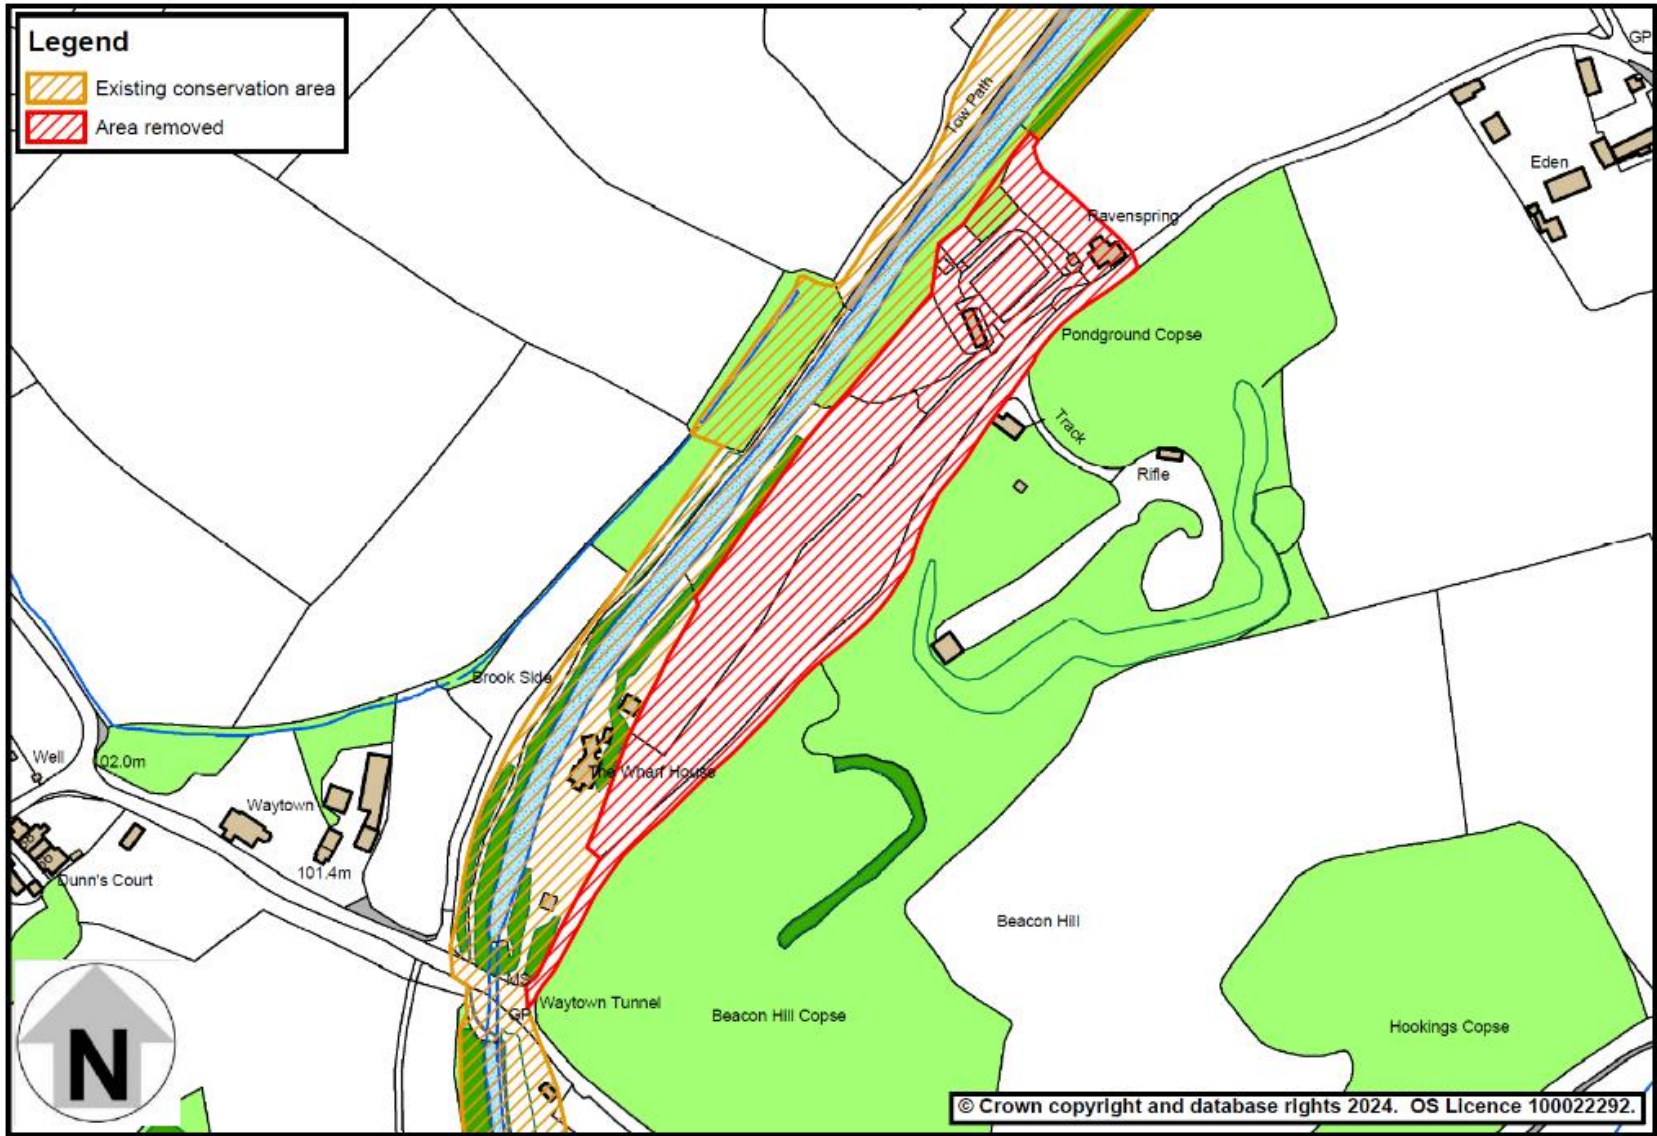 Legend
Existing conservation area
Area removed
GP
Tow Path
Eden
Ravenspring
Pondground Copse
Track
Rifle
Brook Side
Well
02.0m
The Wharf House
Waytown
101.4m
Dunn's Court
Beacon Hill
MS
Waytown Tunnel
GP
Beacon Hill Copse
Hookings Copse
N
© Crown copyright and database rights 2024. OS Licence 100022292.